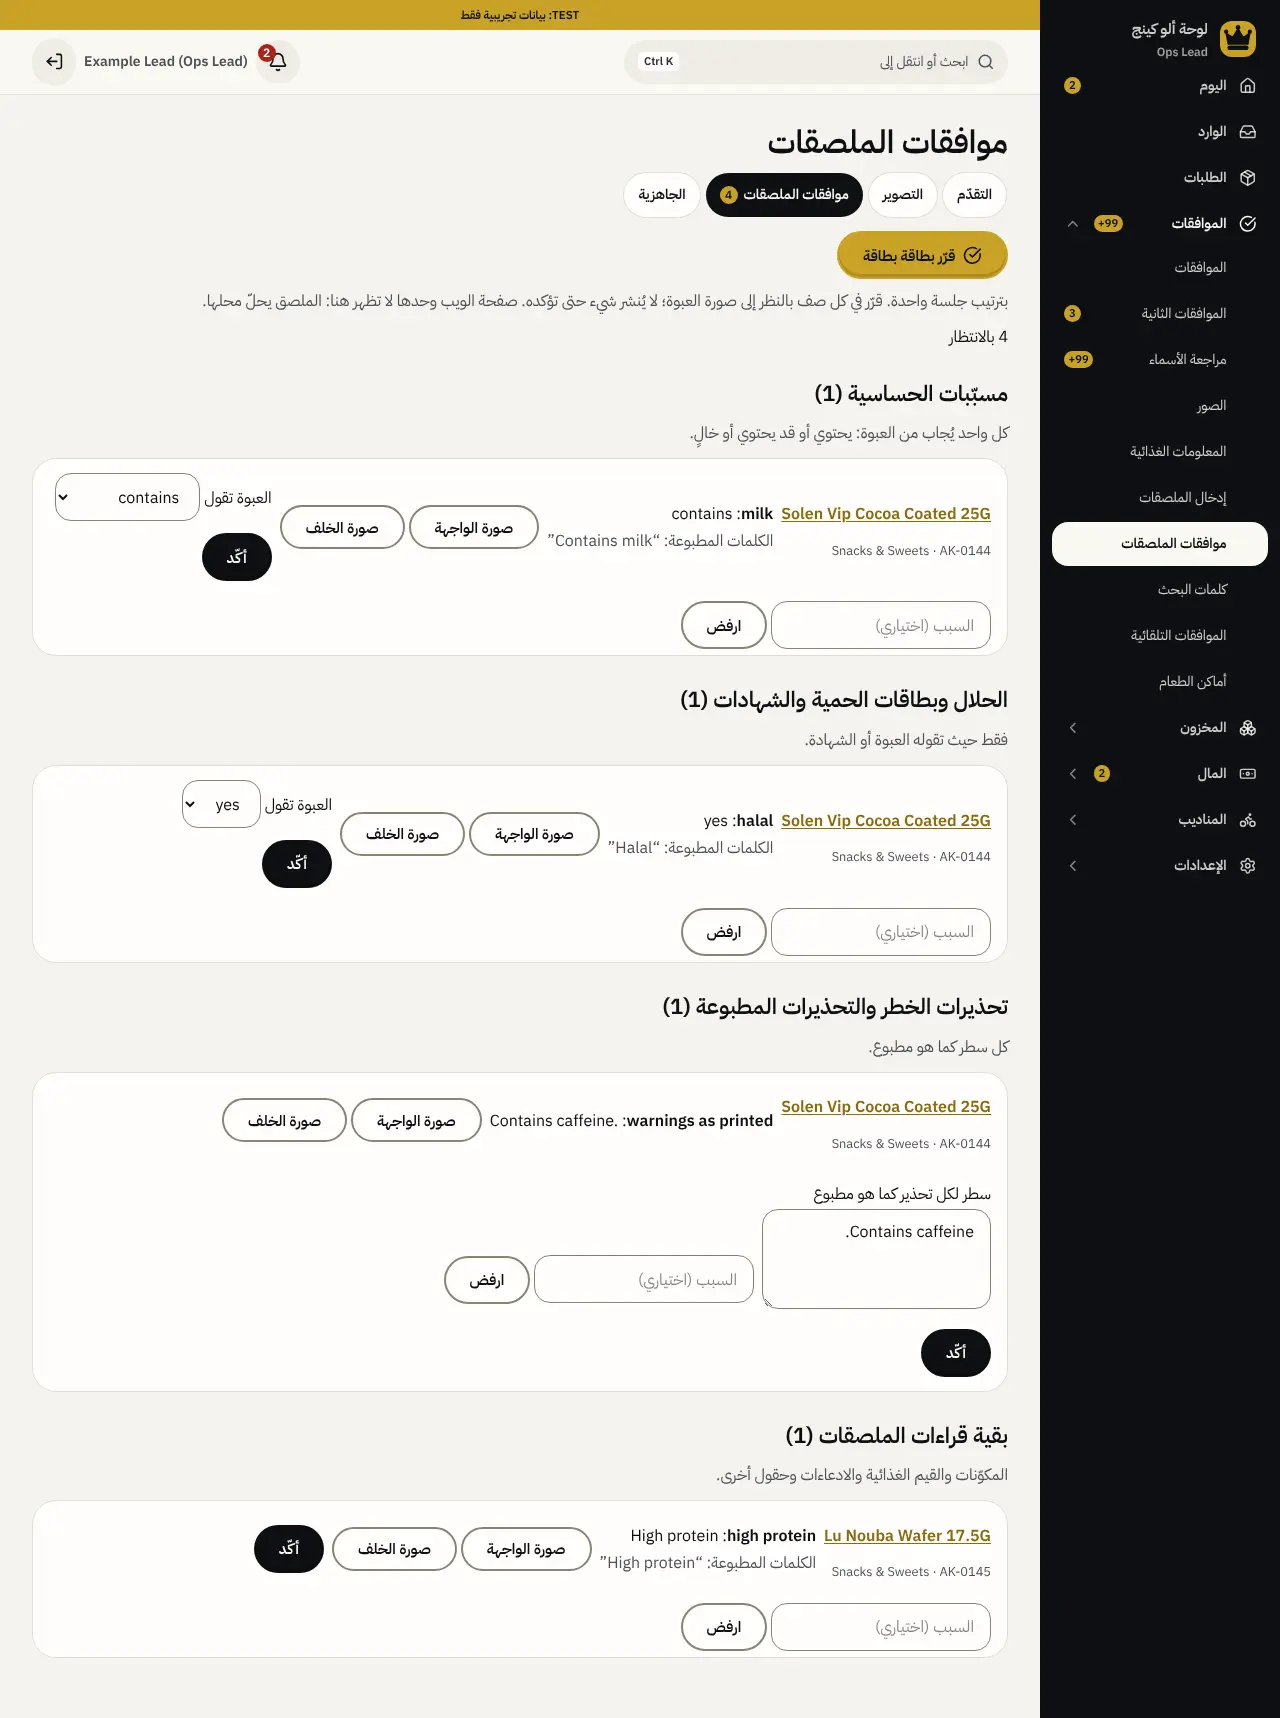 TEST: بيانات تجريبية فقط
لوحة ألو كينج
Ops Lead
ابحث أو انتقل إلى
Ctrl K
2
Example Lead (Ops Lead)
اليوم 2
الوارد
الطلبات
الموافقات +99
الموافقات
الموافقات الثانية 3
مراجعة الأسماء +99
الصور
المعلومات الغذائية
إدخال الملصقات
موافقات الملصقات
كلمات البحث
الموافقات التلقائية
أماكن الطعام
المخزون
المال 2
المناديب
الإعدادات
موافقات الملصقات
التقدّم
التصوير
موافقات الملصقات 4
الجاهزية
قرّر بطاقة بطاقة
بترتيب جلسة واحدة. قرّر في كل صف بالنظر إلى صورة العبوة؛ لا يُنشر شيء حتى تؤكده. صفحة الويب وحدها لا تظهر هنا: الملصق يحلّ محلها.
4 بالانتظار
مسبّبات الحساسية (1)
كل واحد يُجاب من العبوة: يحتوي أو قد يحتوي أو خالٍ.
Solen Vip Cocoa Coated 25G
Snacks & Sweets · AK-0144
milk: contains
الكلمات المطبوعة: “Contains milk”
صورة الواجهة
صورة الخلف
العبوة تقول contains
أكّد
السبب (اختياري)
ارفض
الحلال وبطاقات الحمية والشهادات (1)
فقط حيث تقوله العبوة أو الشهادة.
Solen Vip Cocoa Coated 25G
Snacks & Sweets · AK-0144
halal: yes
الكلمات المطبوعة: “Halal”
صورة الواجهة
صورة الخلف
العبوة تقول yes
أكّد
السبب (اختياري)
ارفض
تحذيرات الخطر والتحذيرات المطبوعة (1)
كل سطر كما هو مطبوع.
Solen Vip Cocoa Coated 25G
Snacks & Sweets · AK-0144
warnings as printed: Contains caffeine.
صورة الواجهة
صورة الخلف
سطر لكل تحذير كما هو مطبوع
Contains caffeine.
السبب (اختياري)
ارفض
أكّد
بقية قراءات الملصقات (1)
المكوّنات والقيم الغذائية والادعاءات وحقول أخرى.
Lu Nouba Wafer 17.5G
Snacks & Sweets · AK-0145
high protein: High protein
الكلمات المطبوعة: “High protein”
صورة الواجهة
صورة الخلف
أكّد
السبب (اختياري)
ارفض